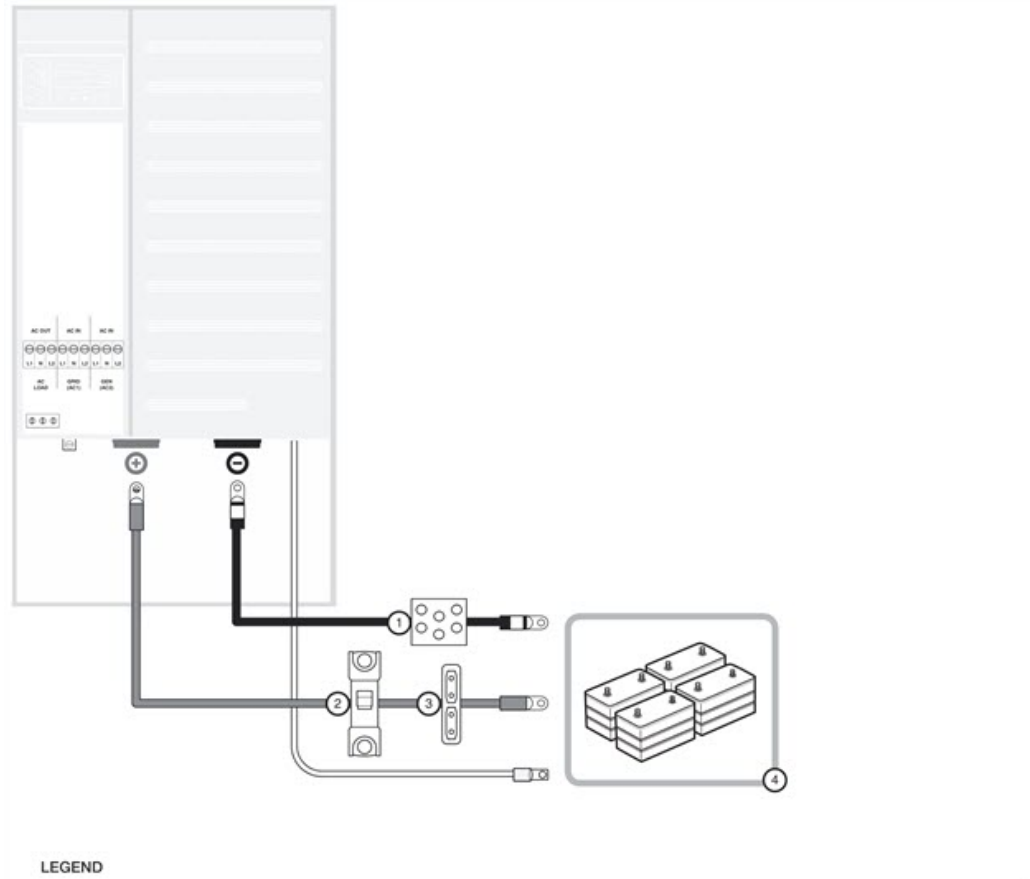 AC OUT AC IN AC IN
L1 N L2 L1 N L2 L1 N L2
AC LOAD GRID (AC1) GEN (AC2)
+ −
1
2 3
4
LEGEND